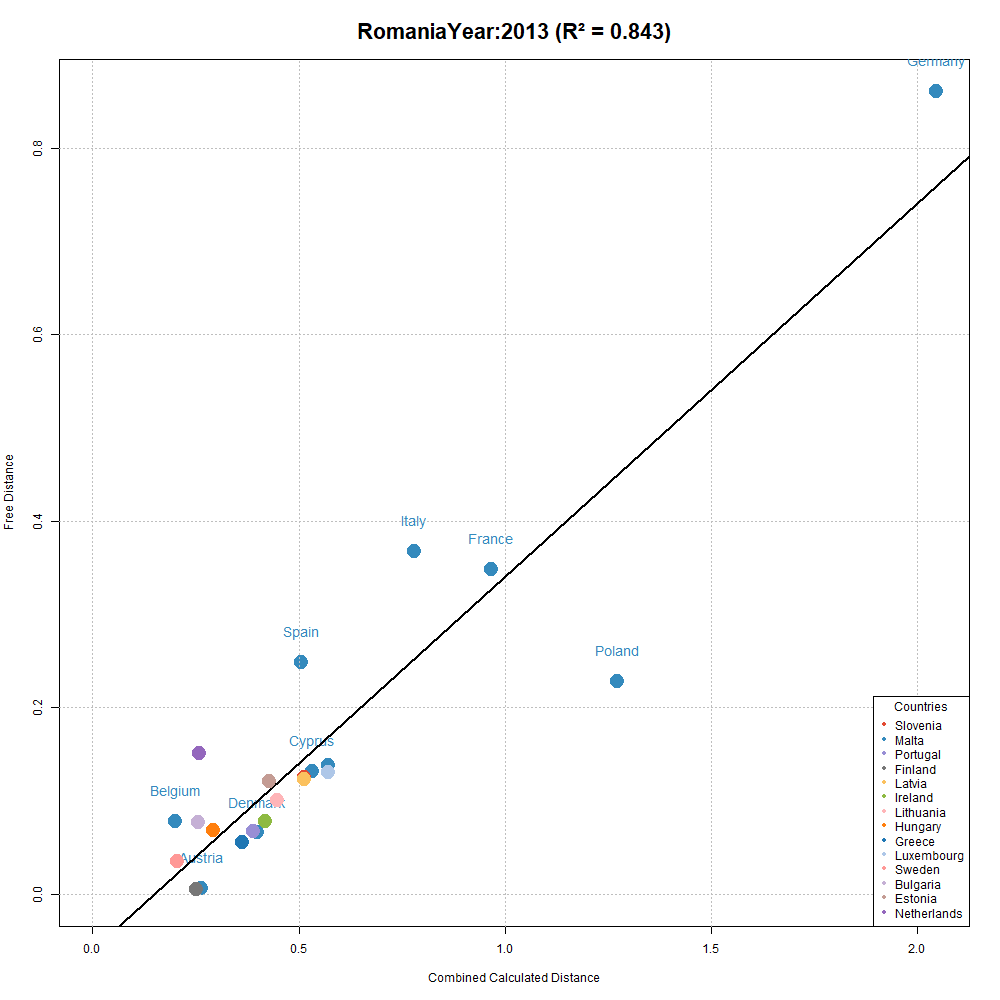 RomaniaYear:2013 (R² = 0.843)
Germany
0.8
0.6
Free Distance
0.4
Italy
France
Spain
Poland
0.2
Cyprus
Belgium
Denmark
Austria
0.0
Countries
Slovenia
Malta
Portugal
Finland
Latvia
Ireland
Lithuania
Hungary
Greece
Luxembourg
Sweden
Bulgaria
Estonia
Netherlands
0.0 0.5 1.0 1.5 2.0
Combined Calculated Distance